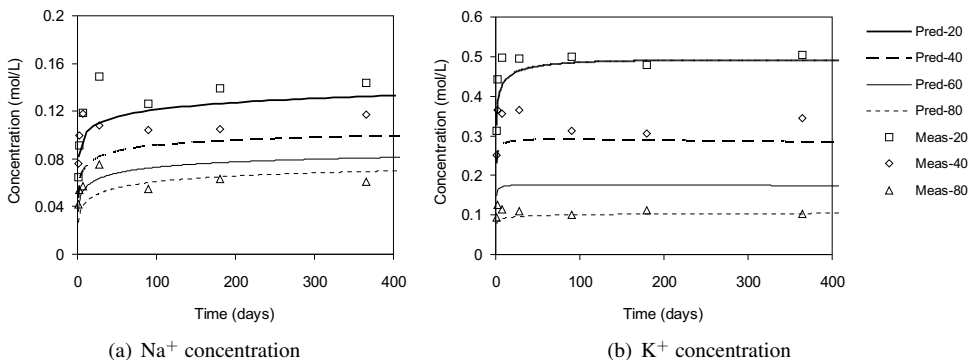 Concentration (mol/L)
0.2
0.16
0.12
0.08
0.04
0
0 100 200 300 400
Time (days)
(a) Na⁺ concentration
Concentration (mol/L)
0.6
0.5
0.4
0.3
0.2
0.1
0
0 100 200 300 400
Time (days)
(b) K⁺ concentration
Pred-20
Pred-40
Pred-60
Pred-80
Meas-20
Meas-40
Meas-80